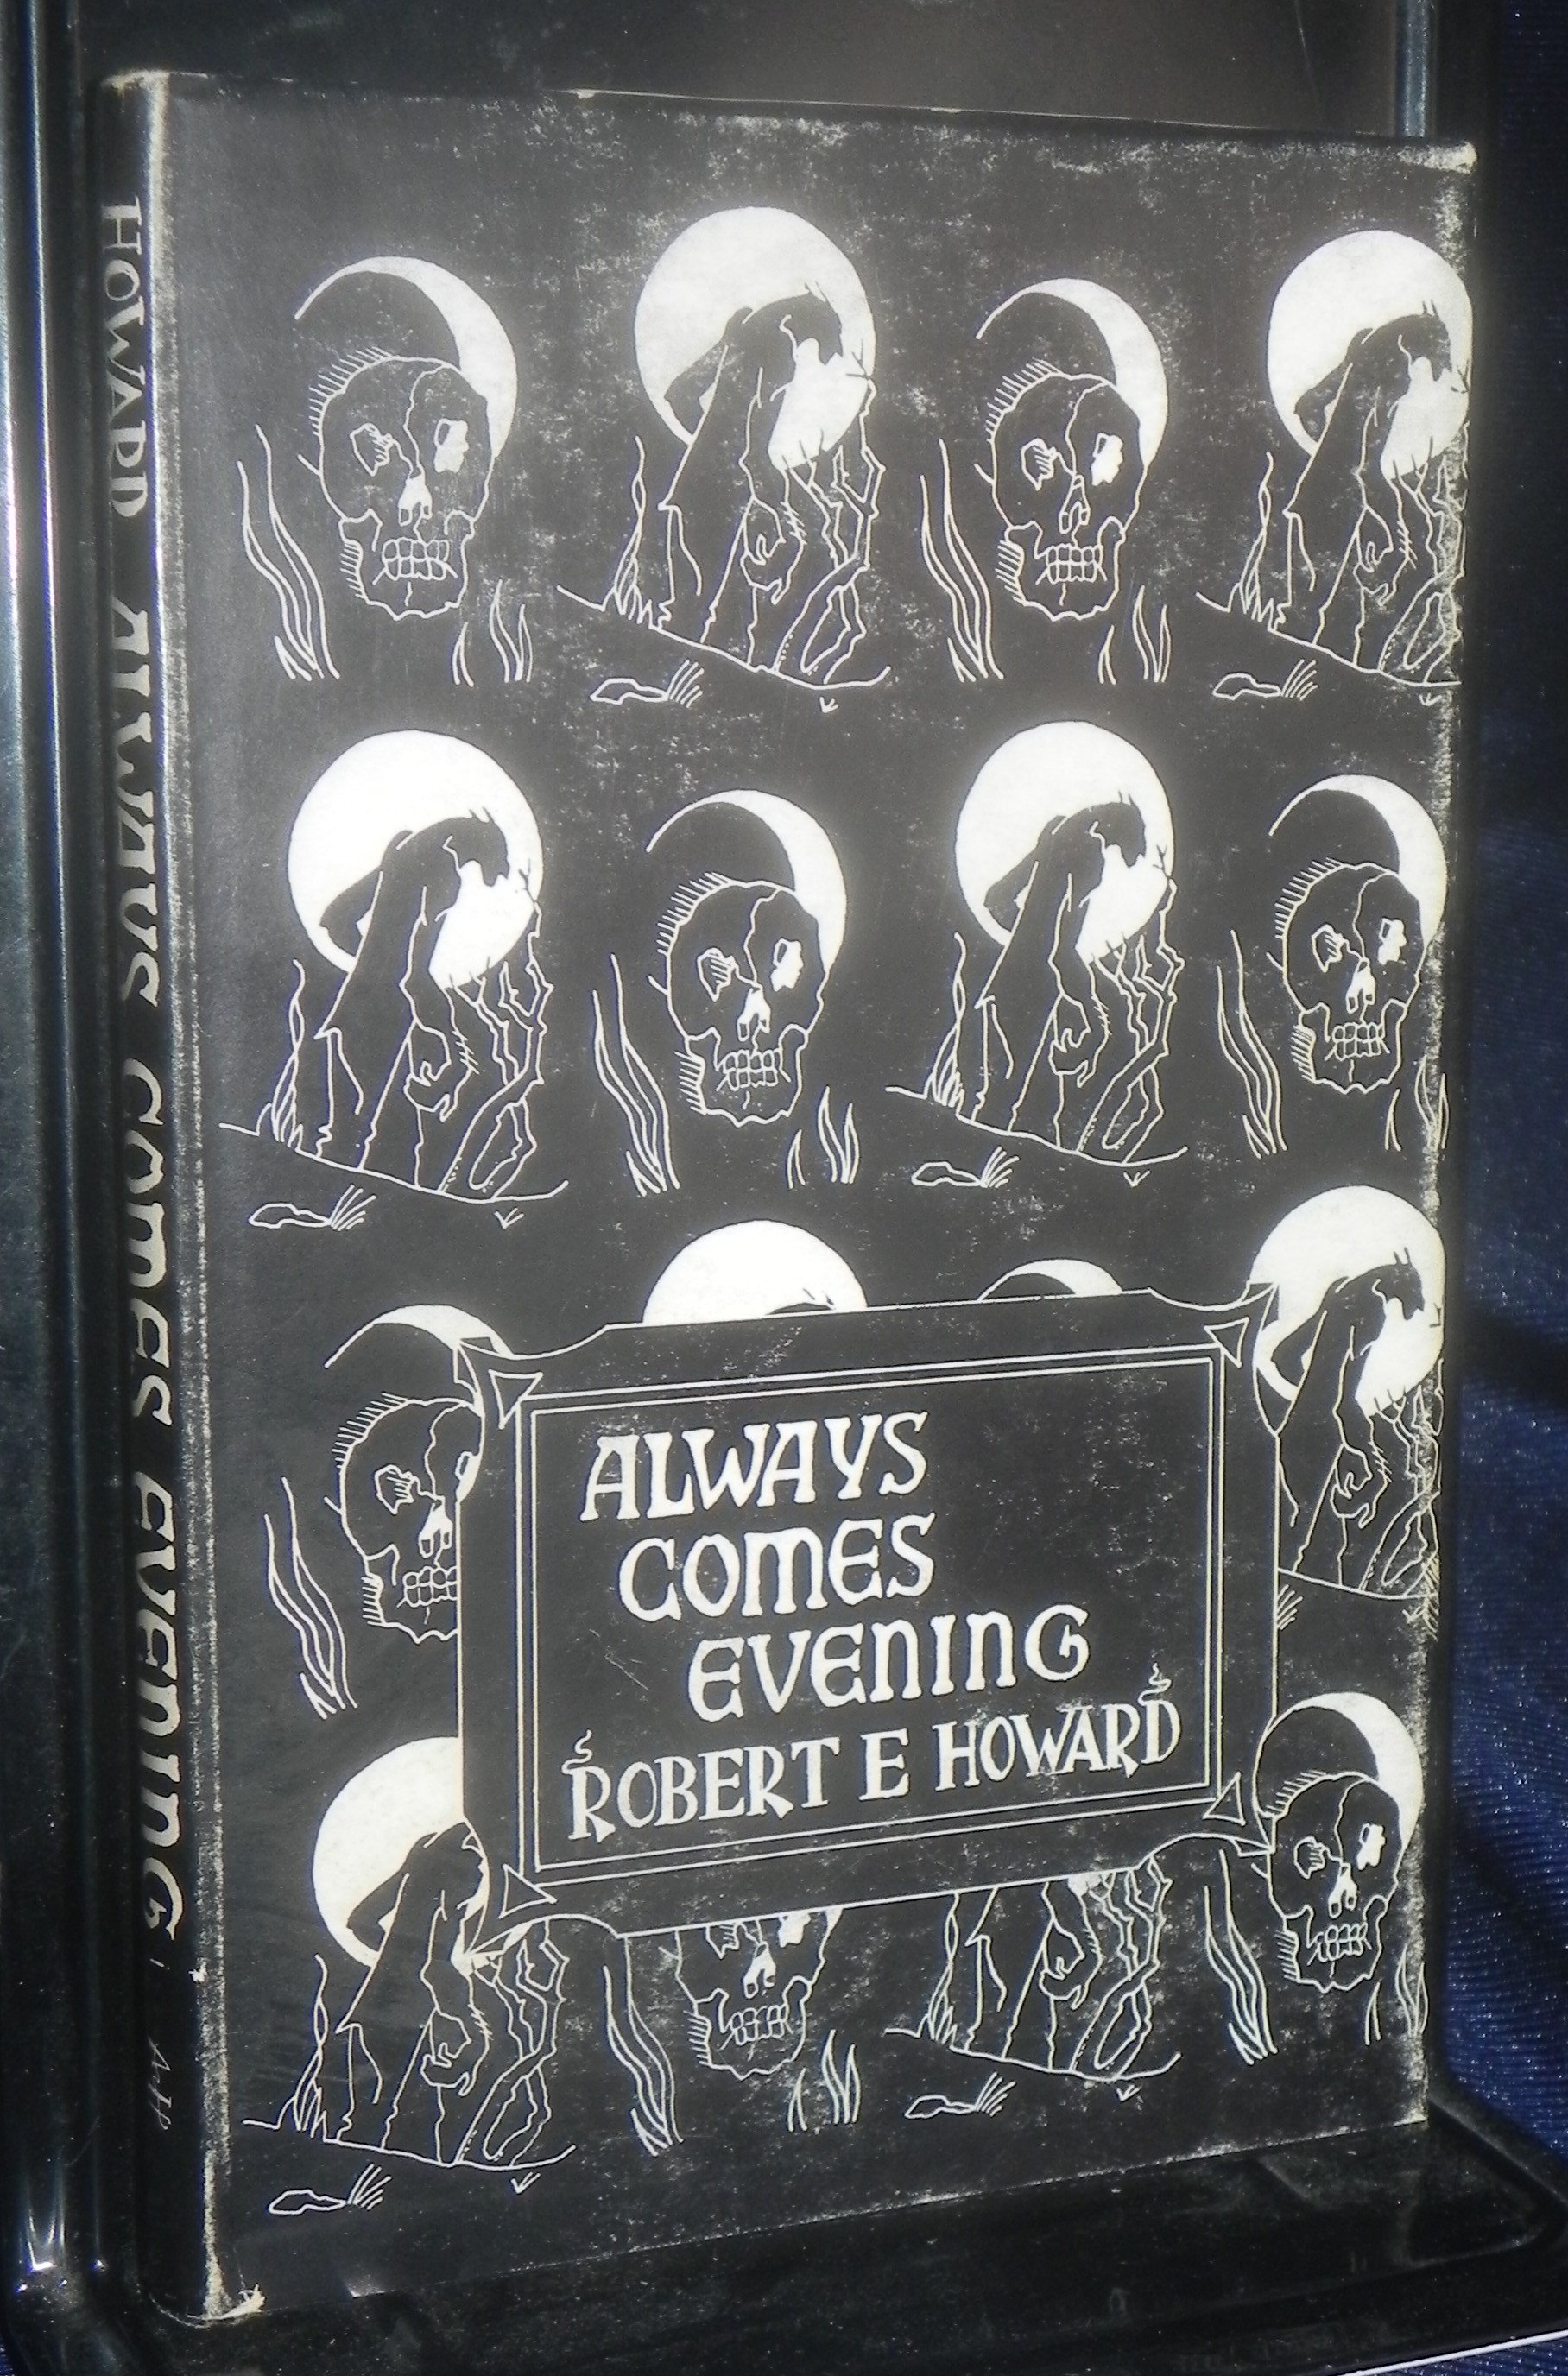 HOWARD ALWAYS COMES EVENING
ALWAYS
COMES
EVENING
ROBERT E HOWARD